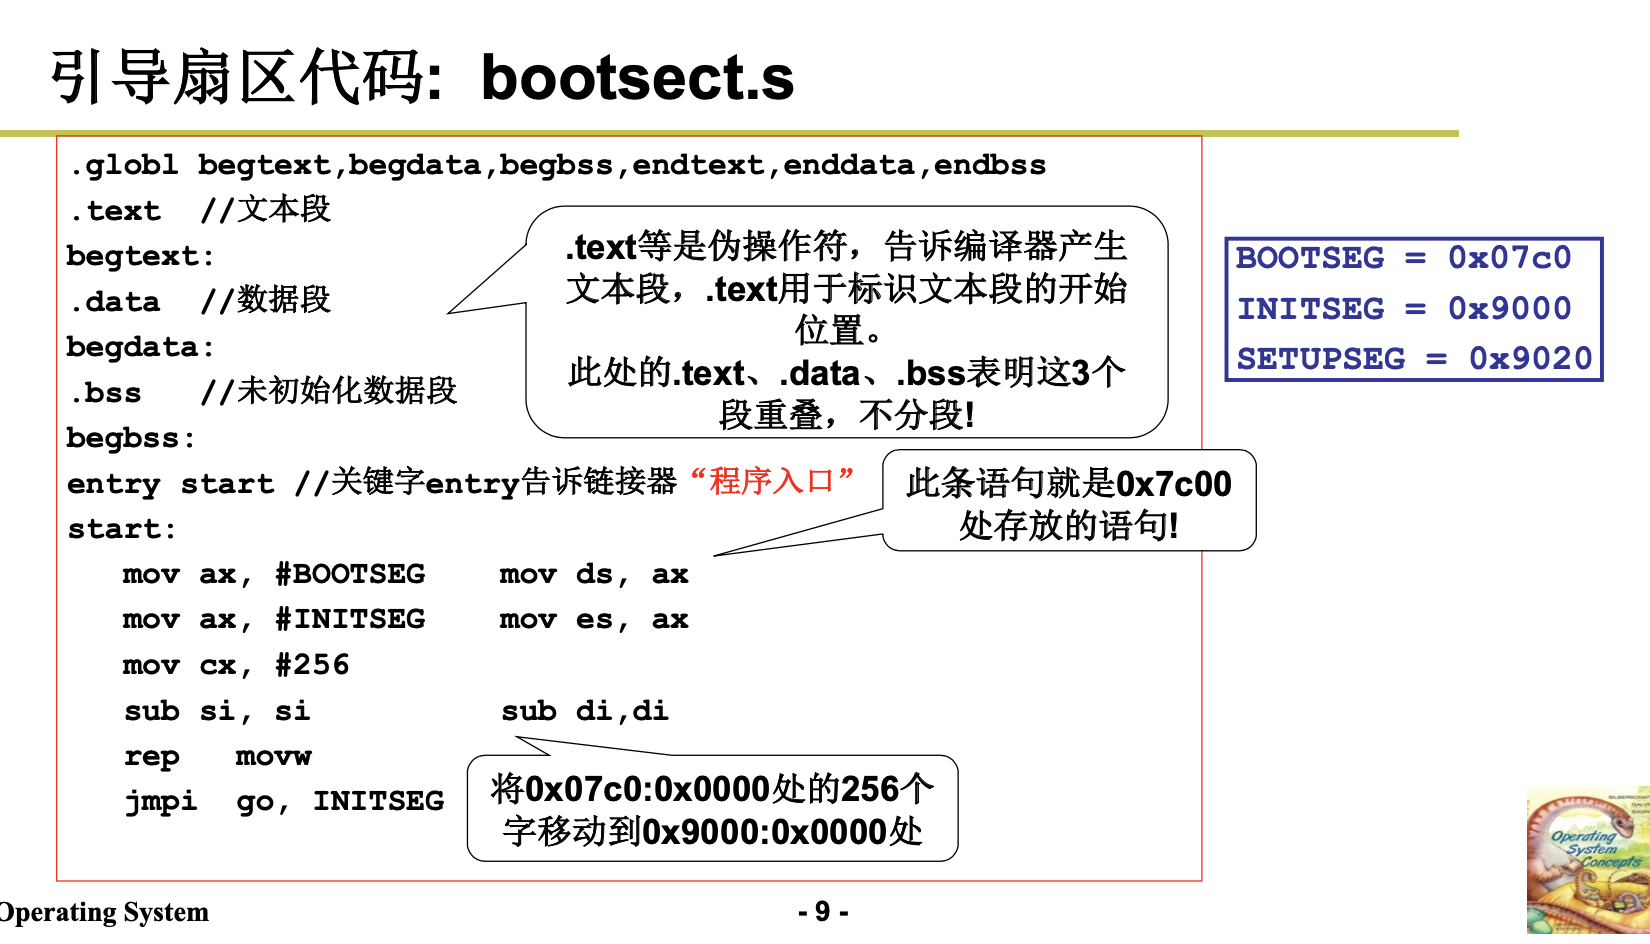 引导扇区代码: bootsect.s
.globl begtext,begdata,begbss,endtext,enddata,endbss
.text //文本段
begtext:
.data //数据段
begdata:
.bss //未初始化数据段
begbss:
entry start //关键字entry告诉链接器“程序入口”
start:
mov ax, #BOOTSEG mov ds, ax
mov ax, #INITSEG mov es, ax
mov cx, #256
sub si, si sub di,di
rep movw
jmpi go, INITSEG
.text等是伪操作符，告诉编译器产生
文本段，.text用于标识文本段的开始
位置。
此处的.text、.data、.bss表明这3个
段重叠，不分段!
此条语句就是0x7c00
处存放的语句!
将0x07c0:0x0000处的256个
字移动到0x9000:0x0000处
BOOTSEG = 0x07c0
INITSEG = 0x9000
SETUPSEG = 0x9020
Operating
System
Concepts
Operating System
- 9 -